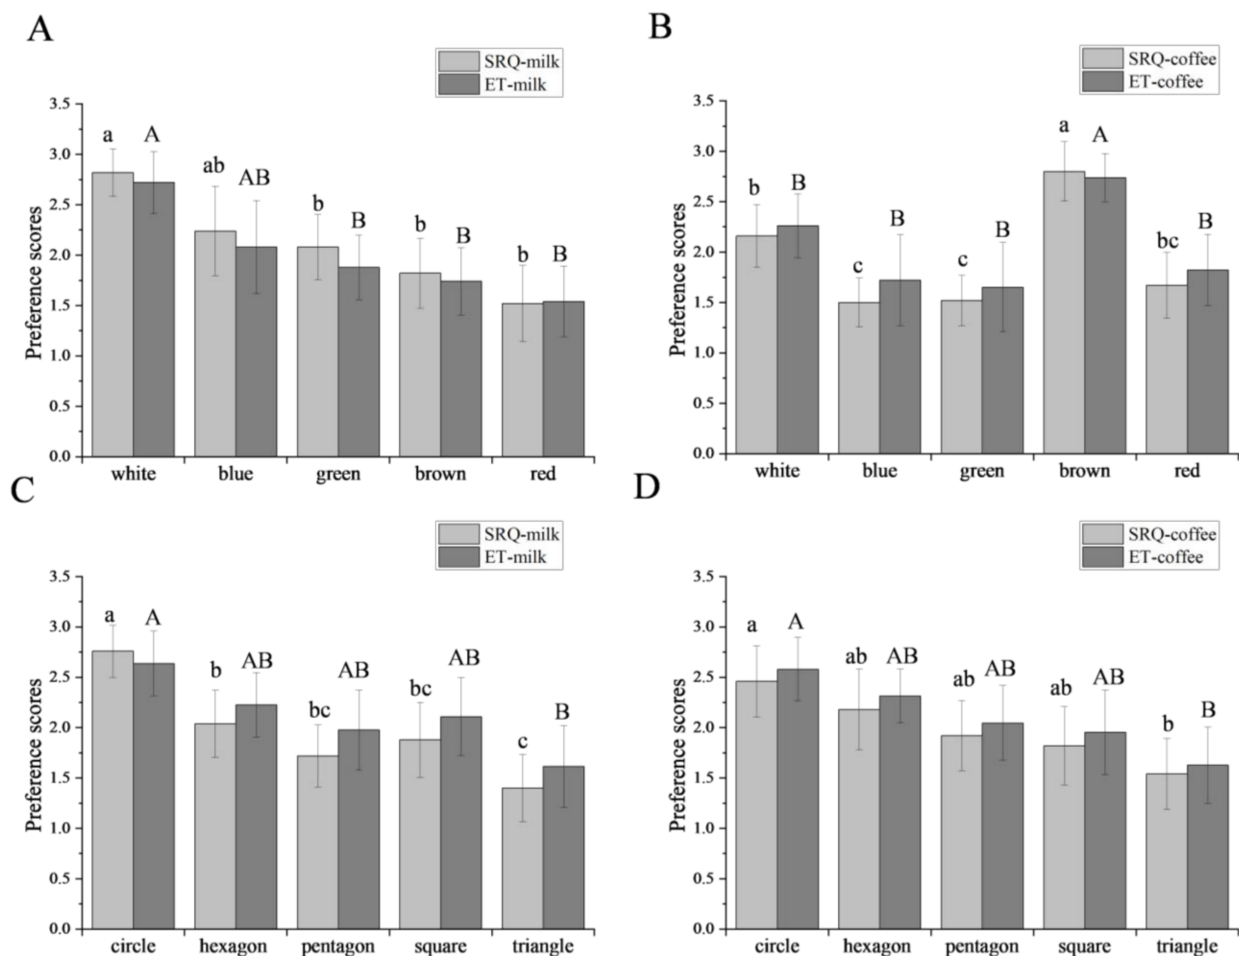 A
SRQ-milk
ET-milk
3.5
3.0
2.5
2.0
1.5
1.0
0.5
0.0
Preference scores
a A
ab AB
b B
b B
b B
white blue green brown red
B
SRQ-coffee
ET-coffee
3.5
3.0
2.5
2.0
1.5
1.0
0.5
0.0
Preference scores
b B
c B
c B
a A
bc B
white blue green brown red
C
SRQ-milk
ET-milk
3.5
3.0
2.5
2.0
1.5
1.0
0.5
0.0
Preference scores
a A
b AB
bc AB
bc AB
c B
circle hexagon pentagon square triangle
D
SRQ-coffee
ET-coffee
3.5
3.0
2.5
2.0
1.5
1.0
0.5
0.0
Preference scores
a A
ab AB
ab AB
ab AB
b B
circle hexagon pentagon square triangle